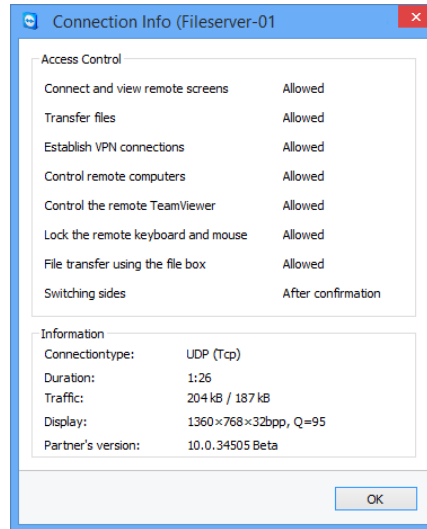 Connection Info (Fileserver-01
Access Control
Connect and view remote screens Allowed
Transfer files Allowed
Establish VPN connections Allowed
Control remote computers Allowed
Control the remote TeamViewer Allowed
Lock the remote keyboard and mouse Allowed
File transfer using the file box Allowed
Switching sides After confirmation
Information
Connectiontype: UDP (Tcp)
Duration: 1:26
Traffic: 204 kB / 187 kB
Display: 1360×768×32bpp, Q=95
Partner's version: 10.0.34505 Beta
OK